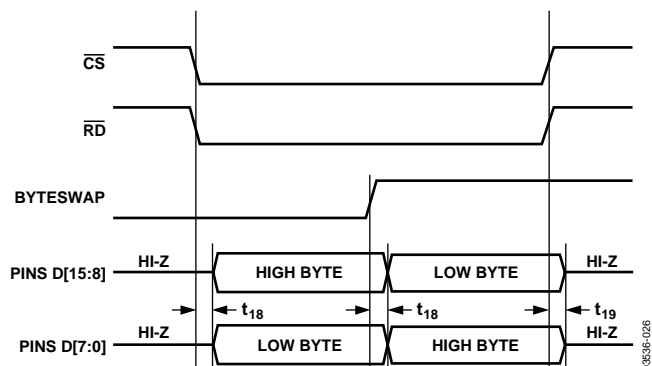 CS
RD
BYTESWAP
PINS D[15:8] HI-Z HIGH BYTE LOW BYTE HI-Z
t18 t18 t19
PINS D[7:0] HI-Z LOW BYTE HIGH BYTE HI-Z
3536-026